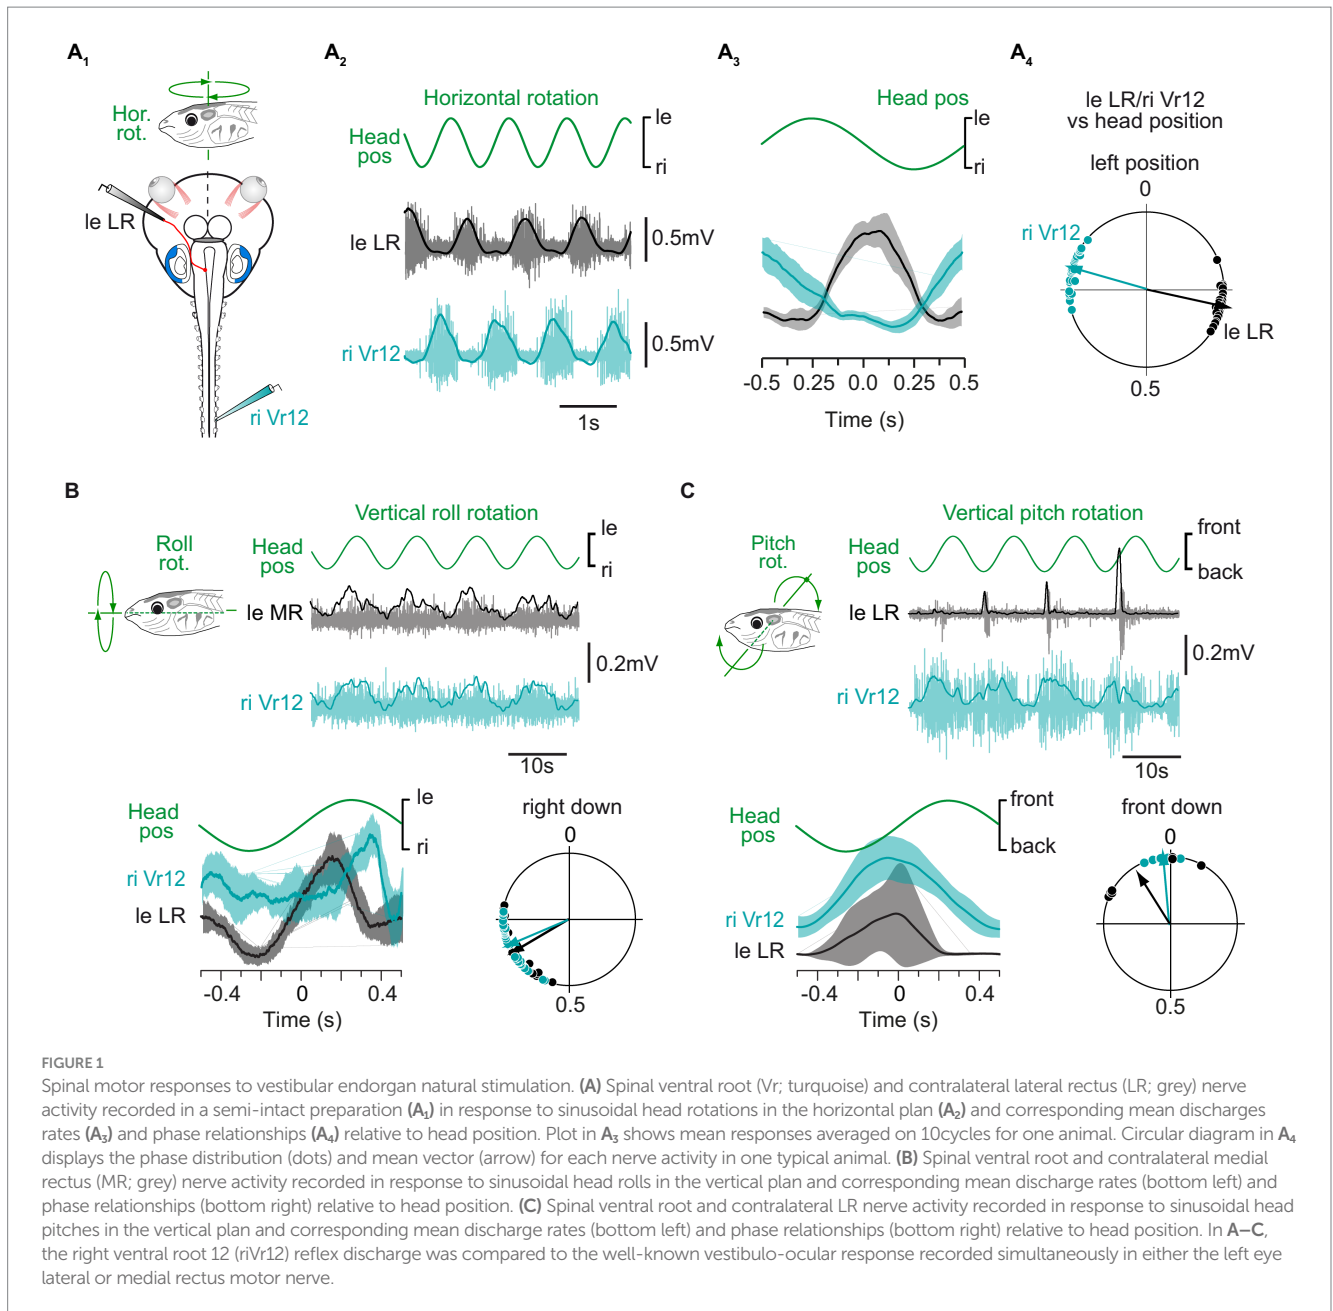 A1
Hor.
rot.
le LR
ri Vr12
A2
Horizontal rotation
Head
pos
le
ri
le LR
0.5mV
ri Vr12
0.5mV
1s
A3
Head pos
le
ri
-0.5 0.25 0.0 0.25 0.5
Time (s)
A4
le LR/ri Vr12
vs head position
left position
0
ri Vr12
le LR
0.5
B
Roll
rot.
Vertical roll rotation
Head
pos
le
ri
le MR
0.2mV
ri Vr12
10s
Head
pos
le
ri
ri Vr12
le LR
-0.4 0 0.4
Time (s)
right down
0
0.5
C
Pitch
rot.
Vertical pitch rotation
Head
pos
front
back
le LR
0.2mV
ri Vr12
10s
Head
pos
front
back
ri Vr12
le LR
-0.4 0 0.4
Time (s)
front down
0
0.5
FIGURE 1
Spinal motor responses to vestibular endorgan natural stimulation. (A) Spinal ventral root (Vr; turquoise) and contralateral lateral rectus (LR; grey) nerve
activity recorded in a semi-intact preparation (A1) in response to sinusoidal head rotations in the horizontal plan (A2) and corresponding mean discharges
rates (A3) and phase relationships (A4) relative to head position. Plot in A3 shows mean responses averaged on 10cycles for one animal. Circular diagram in A4
displays the phase distribution (dots) and mean vector (arrow) for each nerve activity in one typical animal. (B) Spinal ventral root and contralateral medial
rectus (MR; grey) nerve activity recorded in response to sinusoidal head rolls in the vertical plan and corresponding mean discharge rates (bottom left) and
phase relationships (bottom right) relative to head position. (C) Spinal ventral root and contralateral LR nerve activity recorded in response to sinusoidal head
pitches in the vertical plan and corresponding mean discharge rates (bottom left) and phase relationships (bottom right) relative to head position. In A–C,
the right ventral root 12 (riVr12) reflex discharge was compared to the well-known vestibulo-ocular response recorded simultaneously in either the left eye
lateral or medial rectus motor nerve.